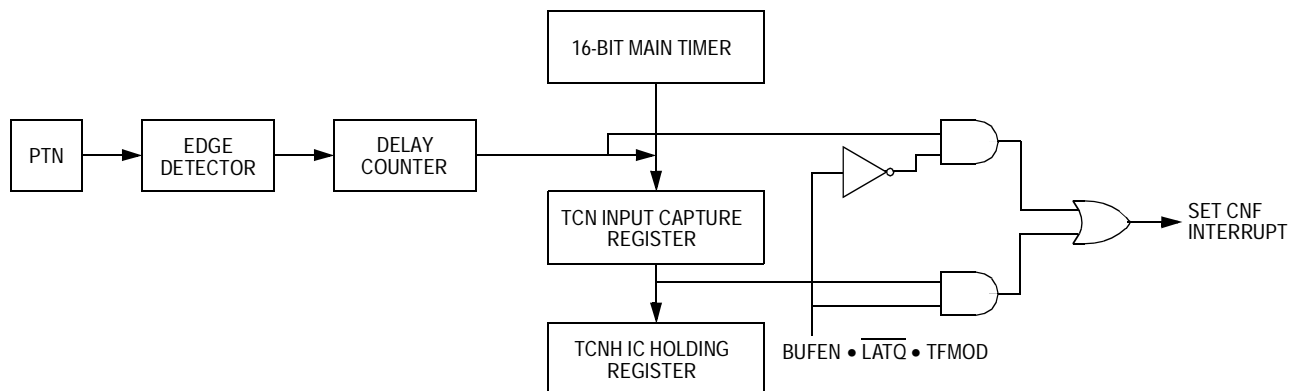 16-BIT MAIN TIMER
PTN
EDGE
DETECTOR
DELAY
COUNTER
TCN INPUT CAPTURE
REGISTER
SET CNF
INTERRUPT
TCNH IC HOLDING
REGISTER
BUFEN • L̅A̅T̅Q̅ • TFMOD